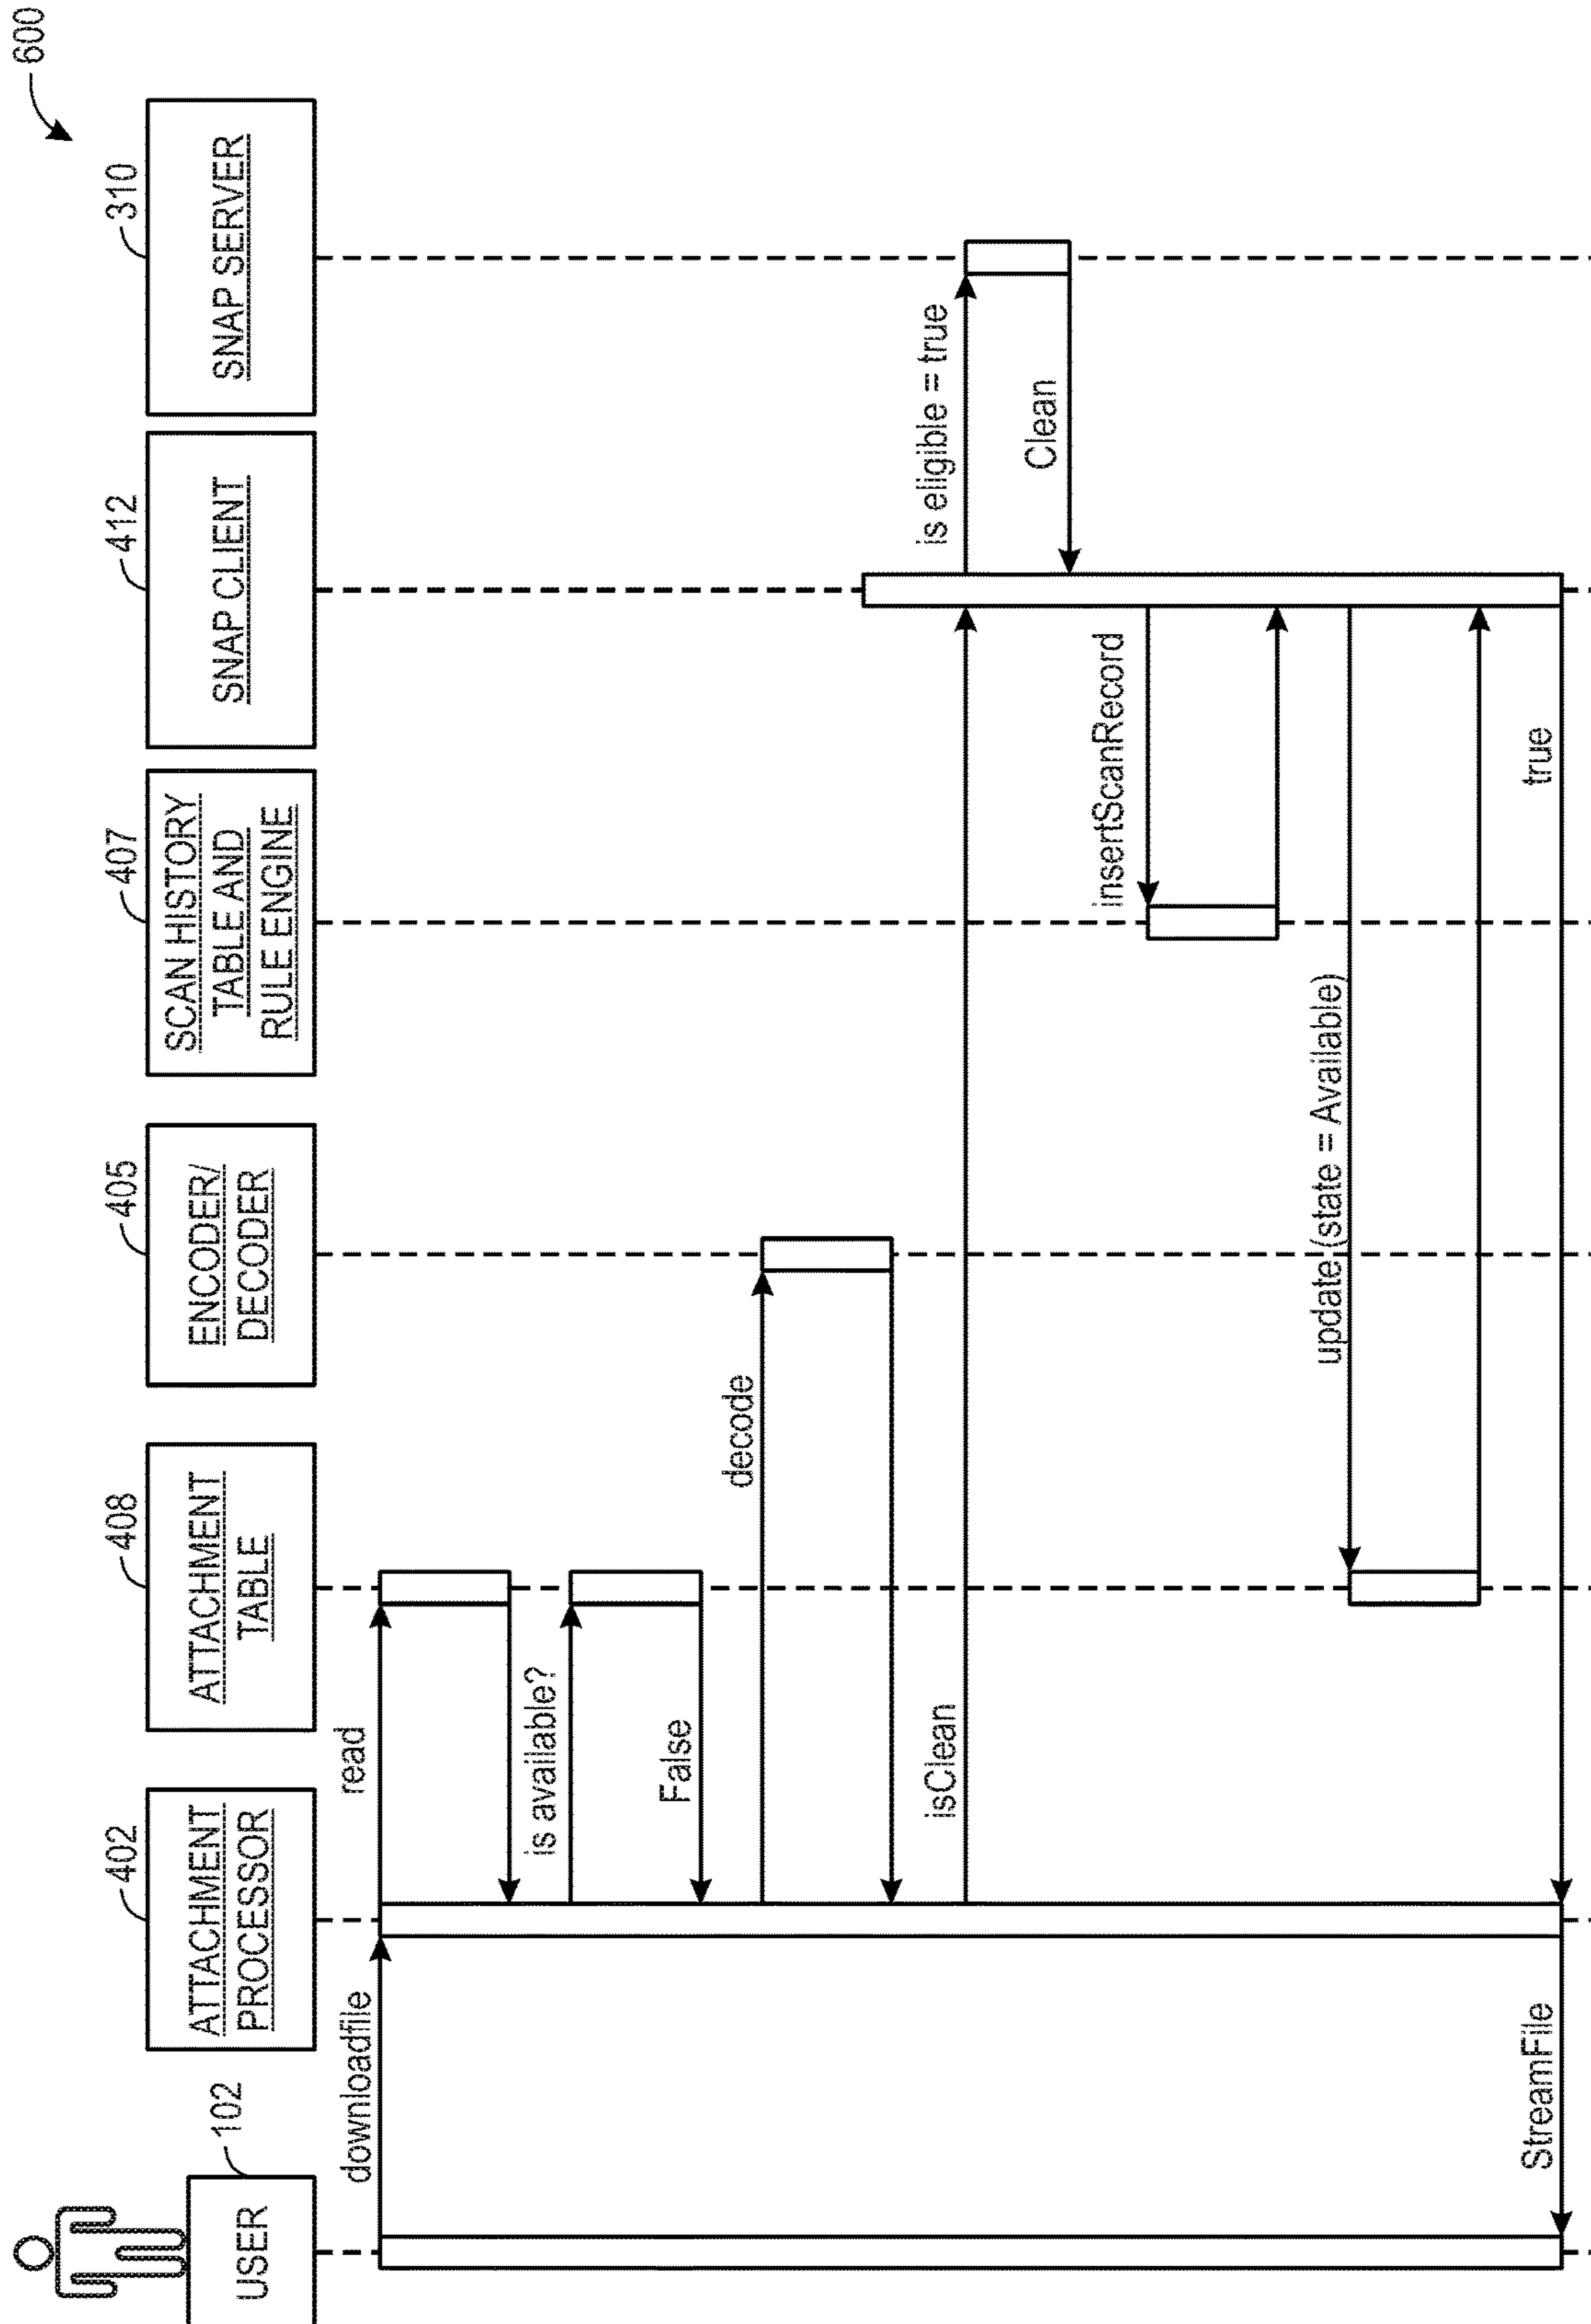 600
102
402
408
405
407
412
310
USER
ATTACHMENT
PROCESSOR
ATTACHMENT
TABLE
ENCODER/
DECODER
SCAN HISTORY
TABLE AND
RULE ENGINE
SNAP CLIENT
SNAP SERVER
downloadfile
read
is available?
False
decode
isClean
is eligible = true
Clean
insertScanRecord
update (state = Available)
true
StreamFile